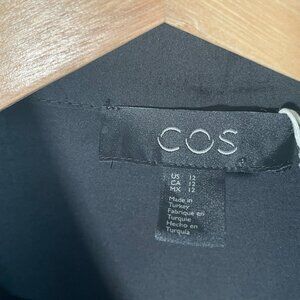 COS
US 12
CA 12
MX 12
Made in
Turkey
Fabriqué en
Turquie
Hecho en
Turquía